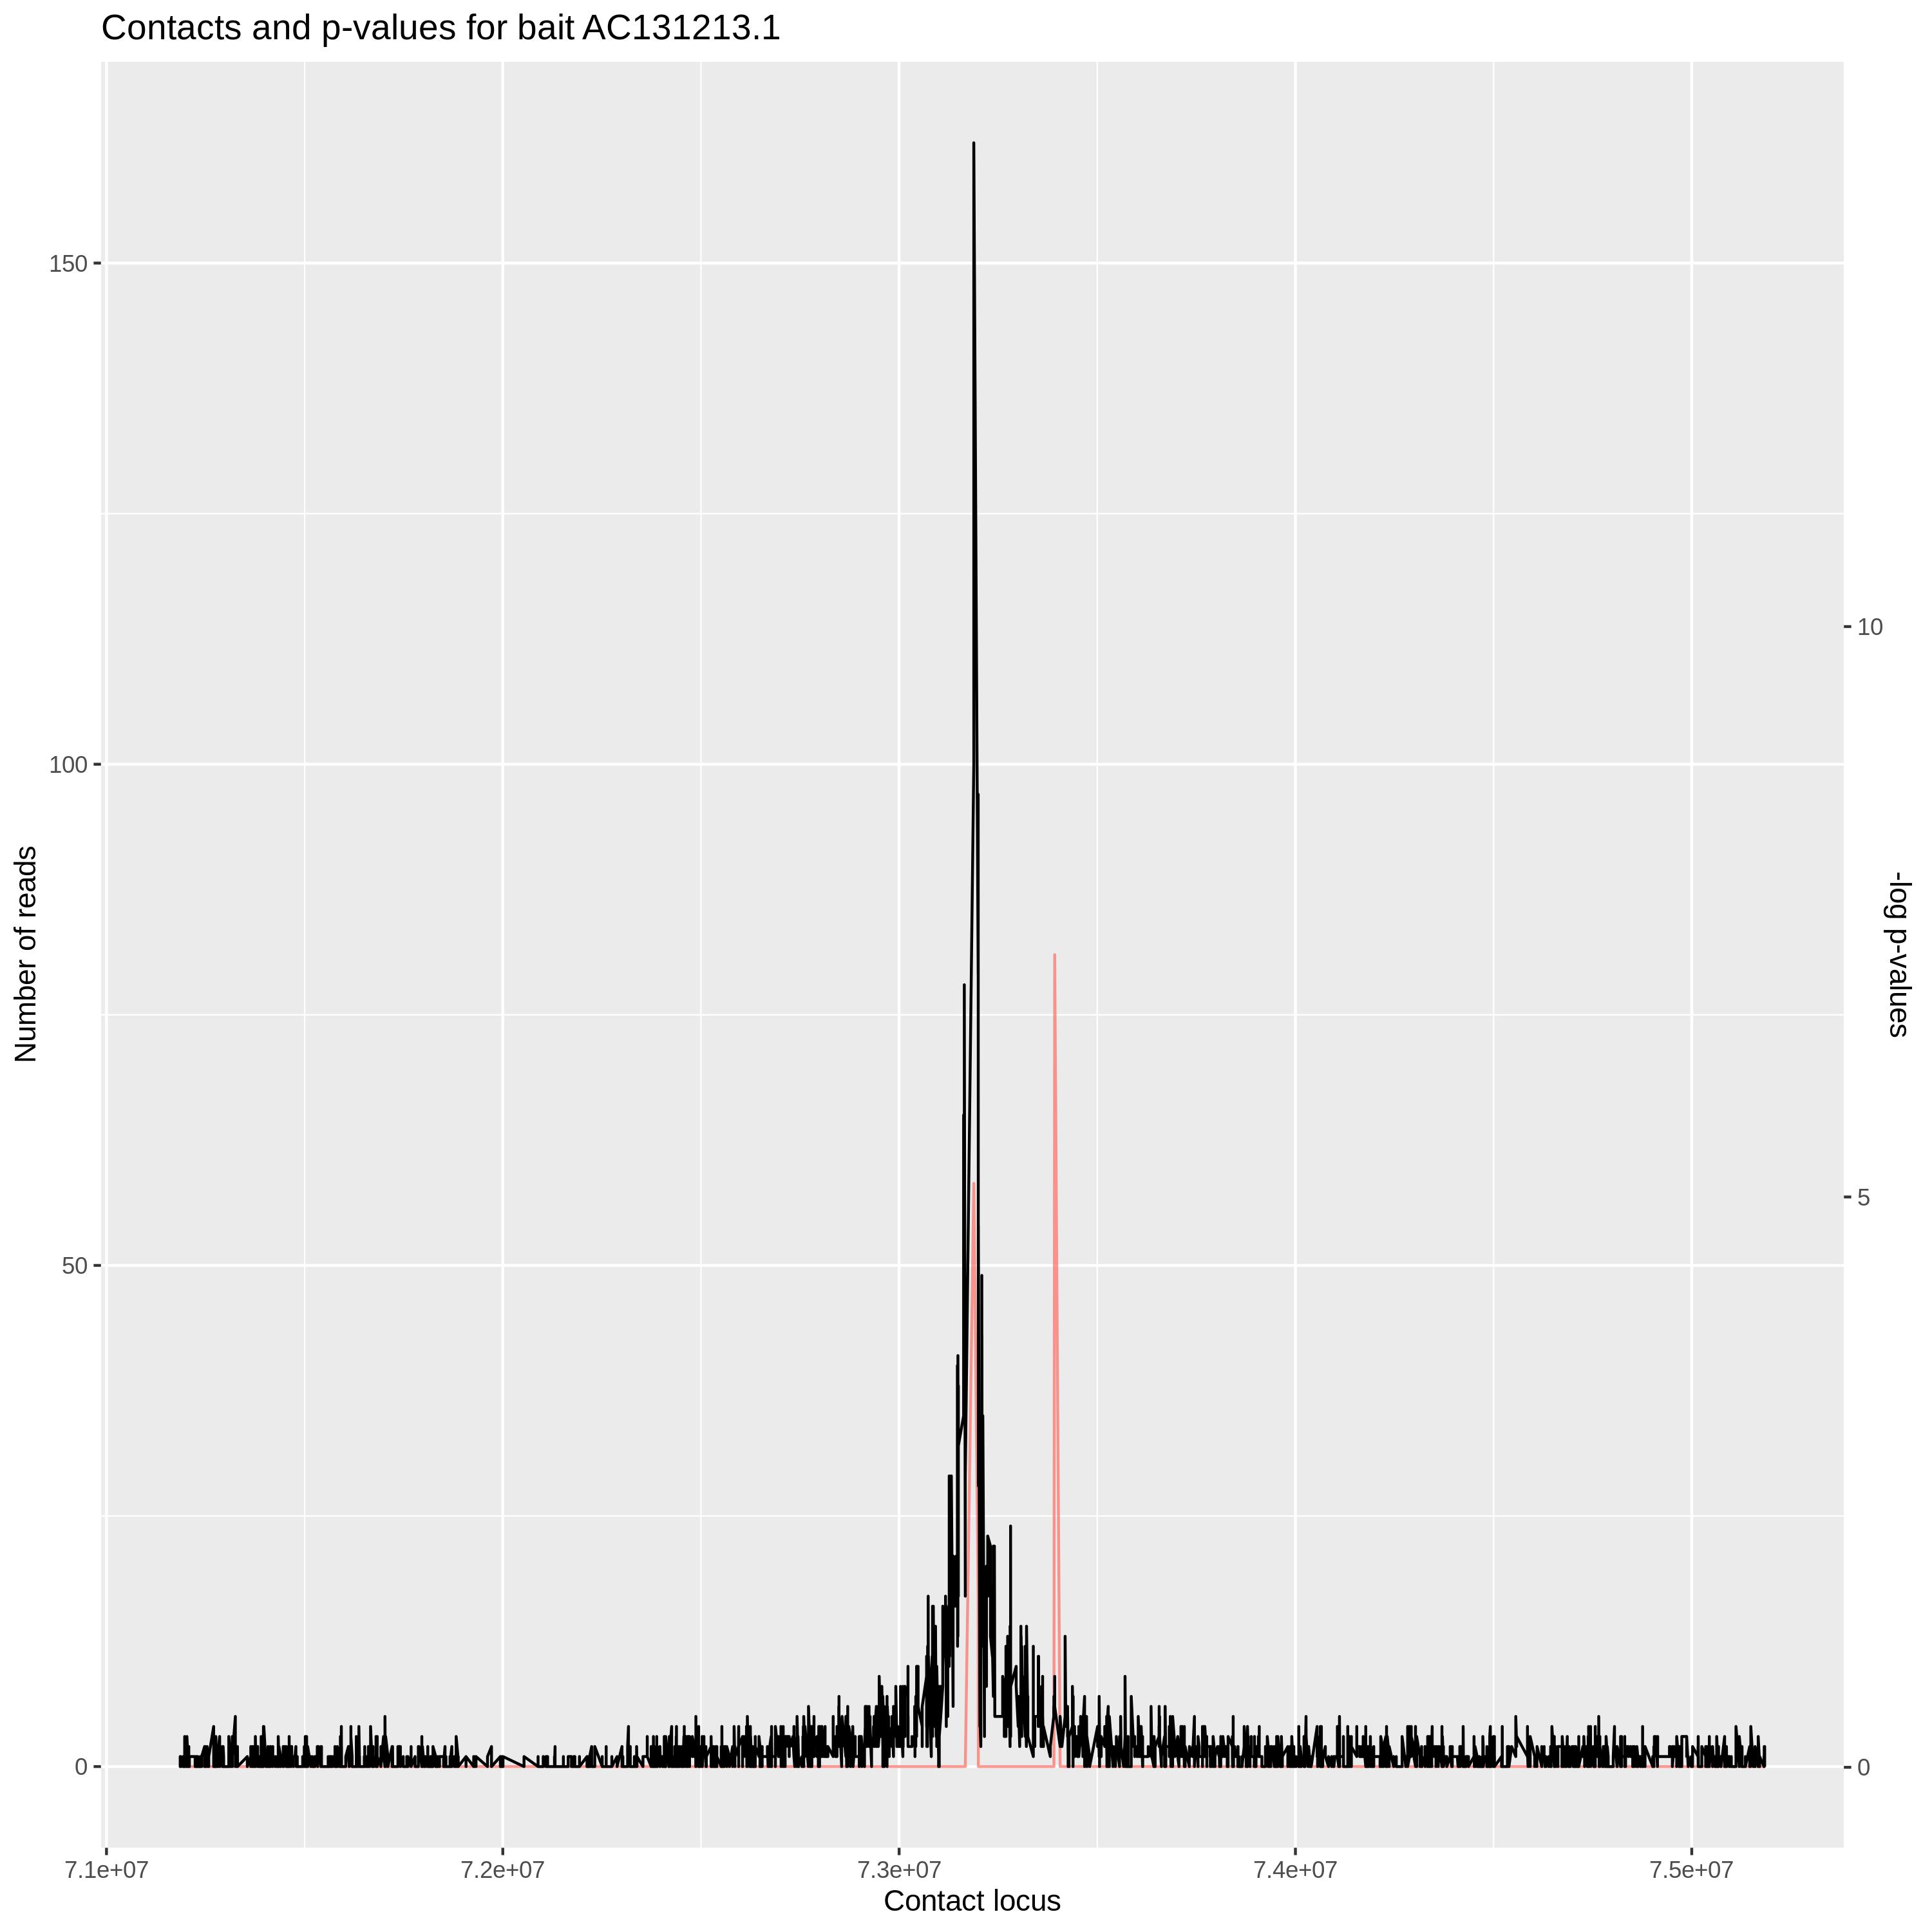 Contacts and p-values for bait AC131213.1
Number of reads
150
100
50
0
10
5
0
-log p-values
7.1e+07 7.2e+07 7.3e+07 7.4e+07 7.5e+07
Contact locus